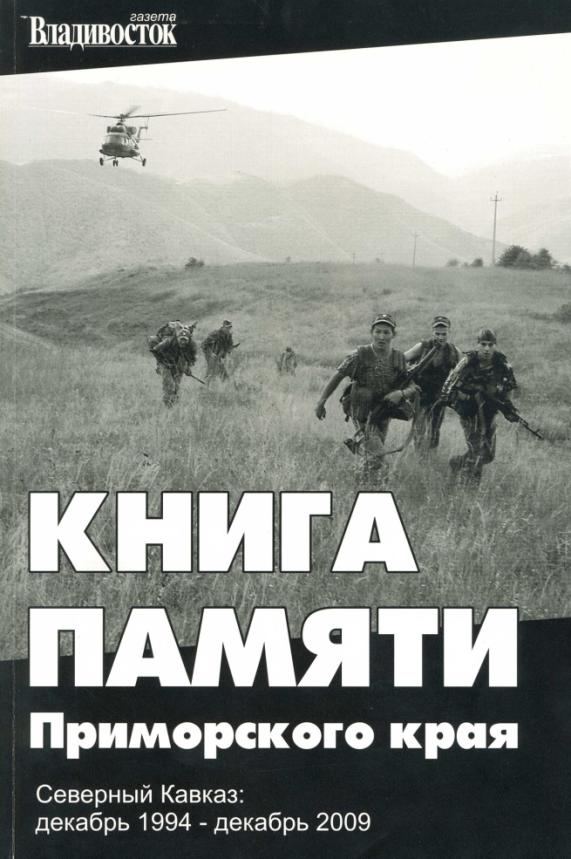 газета
Владивосток
КНИГА
ПАМЯТИ
Приморского края
Северный Кавказ:
декабрь 1994 - декабрь 2009